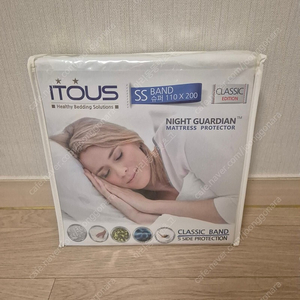 ITOUS
Healthy Bedding Solutions
SS BAND
슈퍼 110 X 200
CLASSIC
EDITION
NIGHT GUARDIAN™
MATTRESS PROTECTOR
CLASSIC BAND
5 SIDE PROTECTION